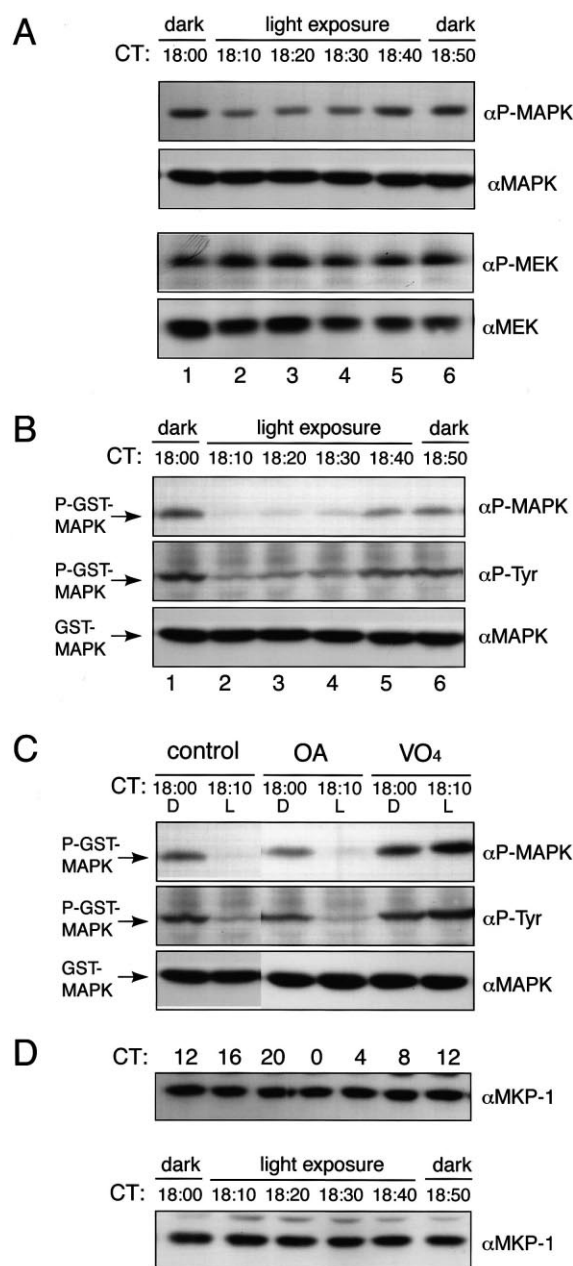 A
dark light exposure dark
CT: 18:00 18:10 18:20 18:30 18:40 18:50
αP-MAPK
αMAPK
αP-MEK
αMEK
1 2 3 4 5 6
B
dark light exposure dark
CT: 18:00 18:10 18:20 18:30 18:40 18:50
P-GST-
MAPK
αP-MAPK
P-GST-
MAPK
αP-Tyr
GST-
MAPK
αMAPK
1 2 3 4 5 6
C
control OA VO₄
CT: 18:00 18:10 18:00 18:10 18:00 18:10
D L D L D L
P-GST-
MAPK
αP-MAPK
P-GST-
MAPK
αP-Tyr
GST-
MAPK
αMAPK
D
CT: 12 16 20 0 4 8 12
αMKP-1
dark light exposure dark
CT: 18:00 18:10 18:20 18:30 18:40 18:50
αMKP-1